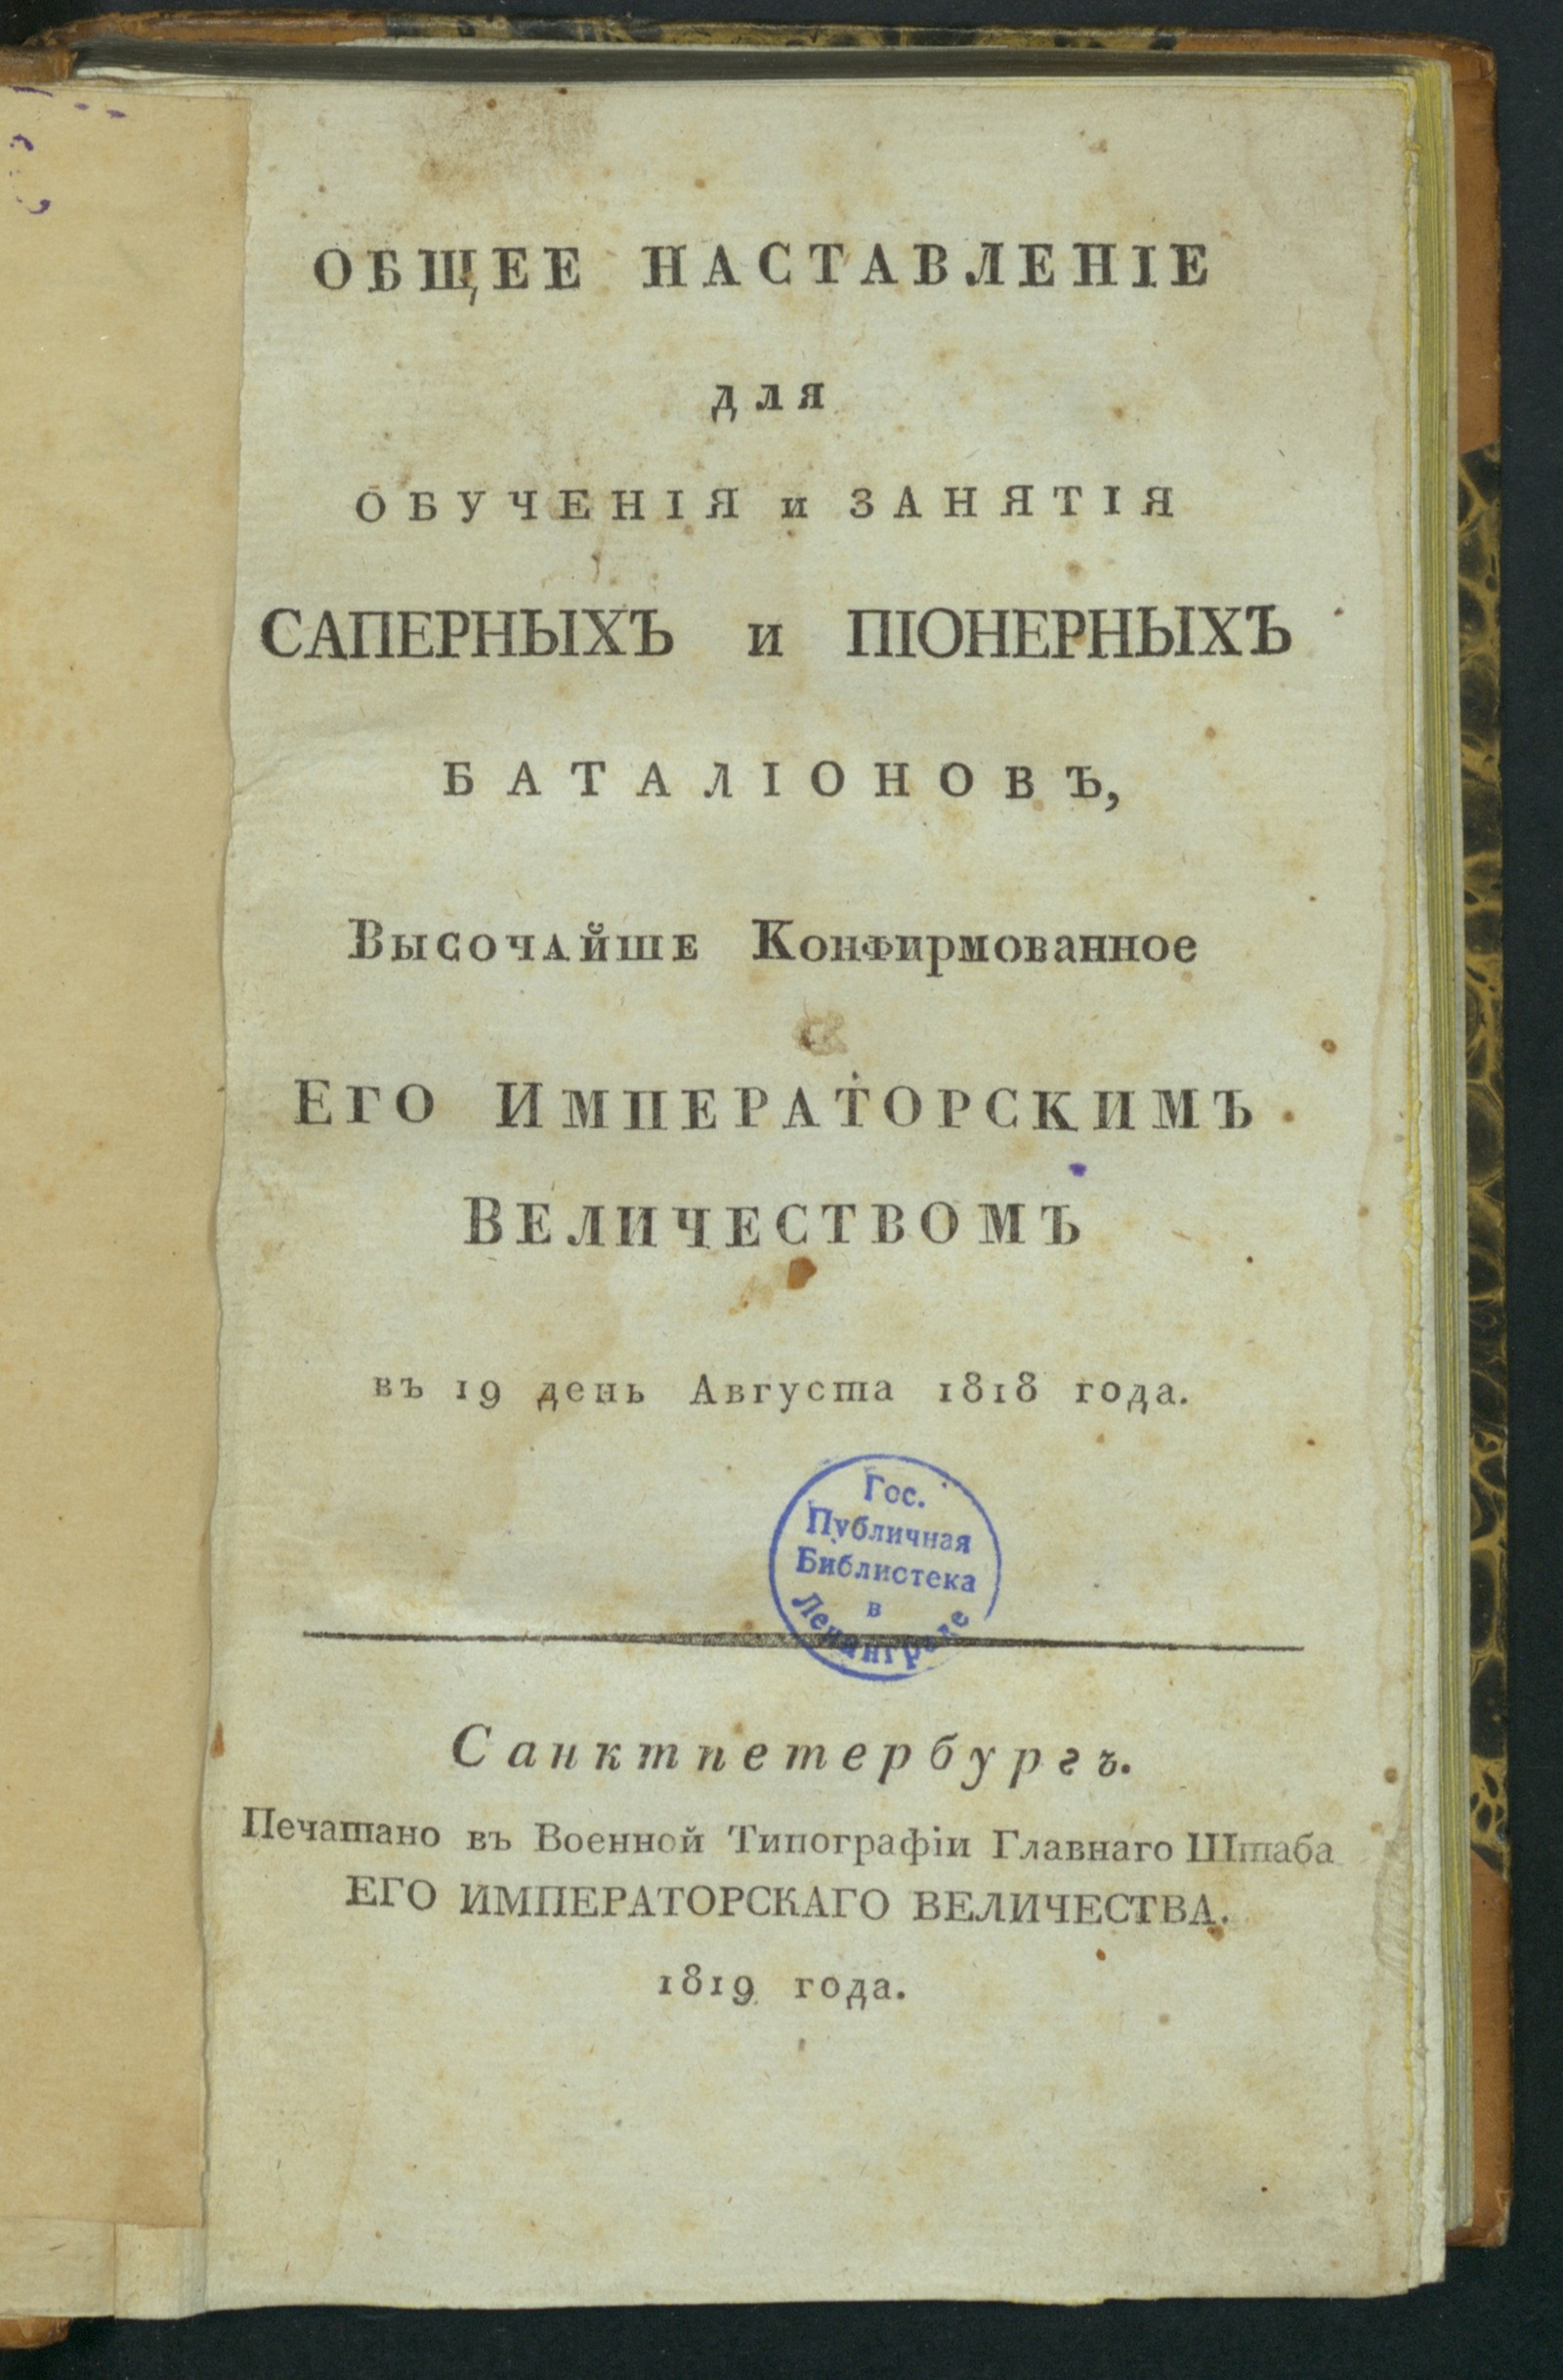 ОБЩЕЕ НАСТАВЛЕНІЕ
для
ОБУЧЕНІЯ и ЗАНЯТІЯ
САПЕРНЫХЪ и ПІОНЕРНЫХЪ
БАТАЛІОНОВЪ,
Высочайше Конфирмованное
Его Императорскимъ
Величествомъ
въ 19 день Августа 1818 года.
Гос.
Публичная
Библиотека
в
Ленинграде
Санктпетербургъ.
Печатано въ Военной Типографіи Главнаго Штаба
ЕГО ИМПЕРАТОРСКАГО ВЕЛИЧЕСТВА.
1819 года.